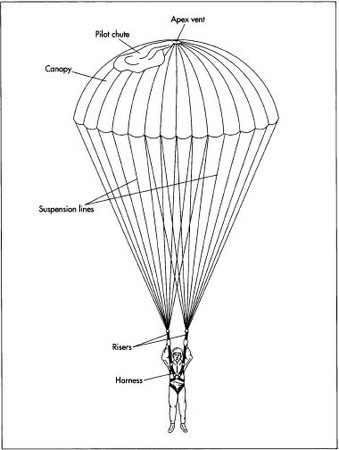 Apex vent
Pilot chute
Canopy
Suspension lines
Risers
Harness